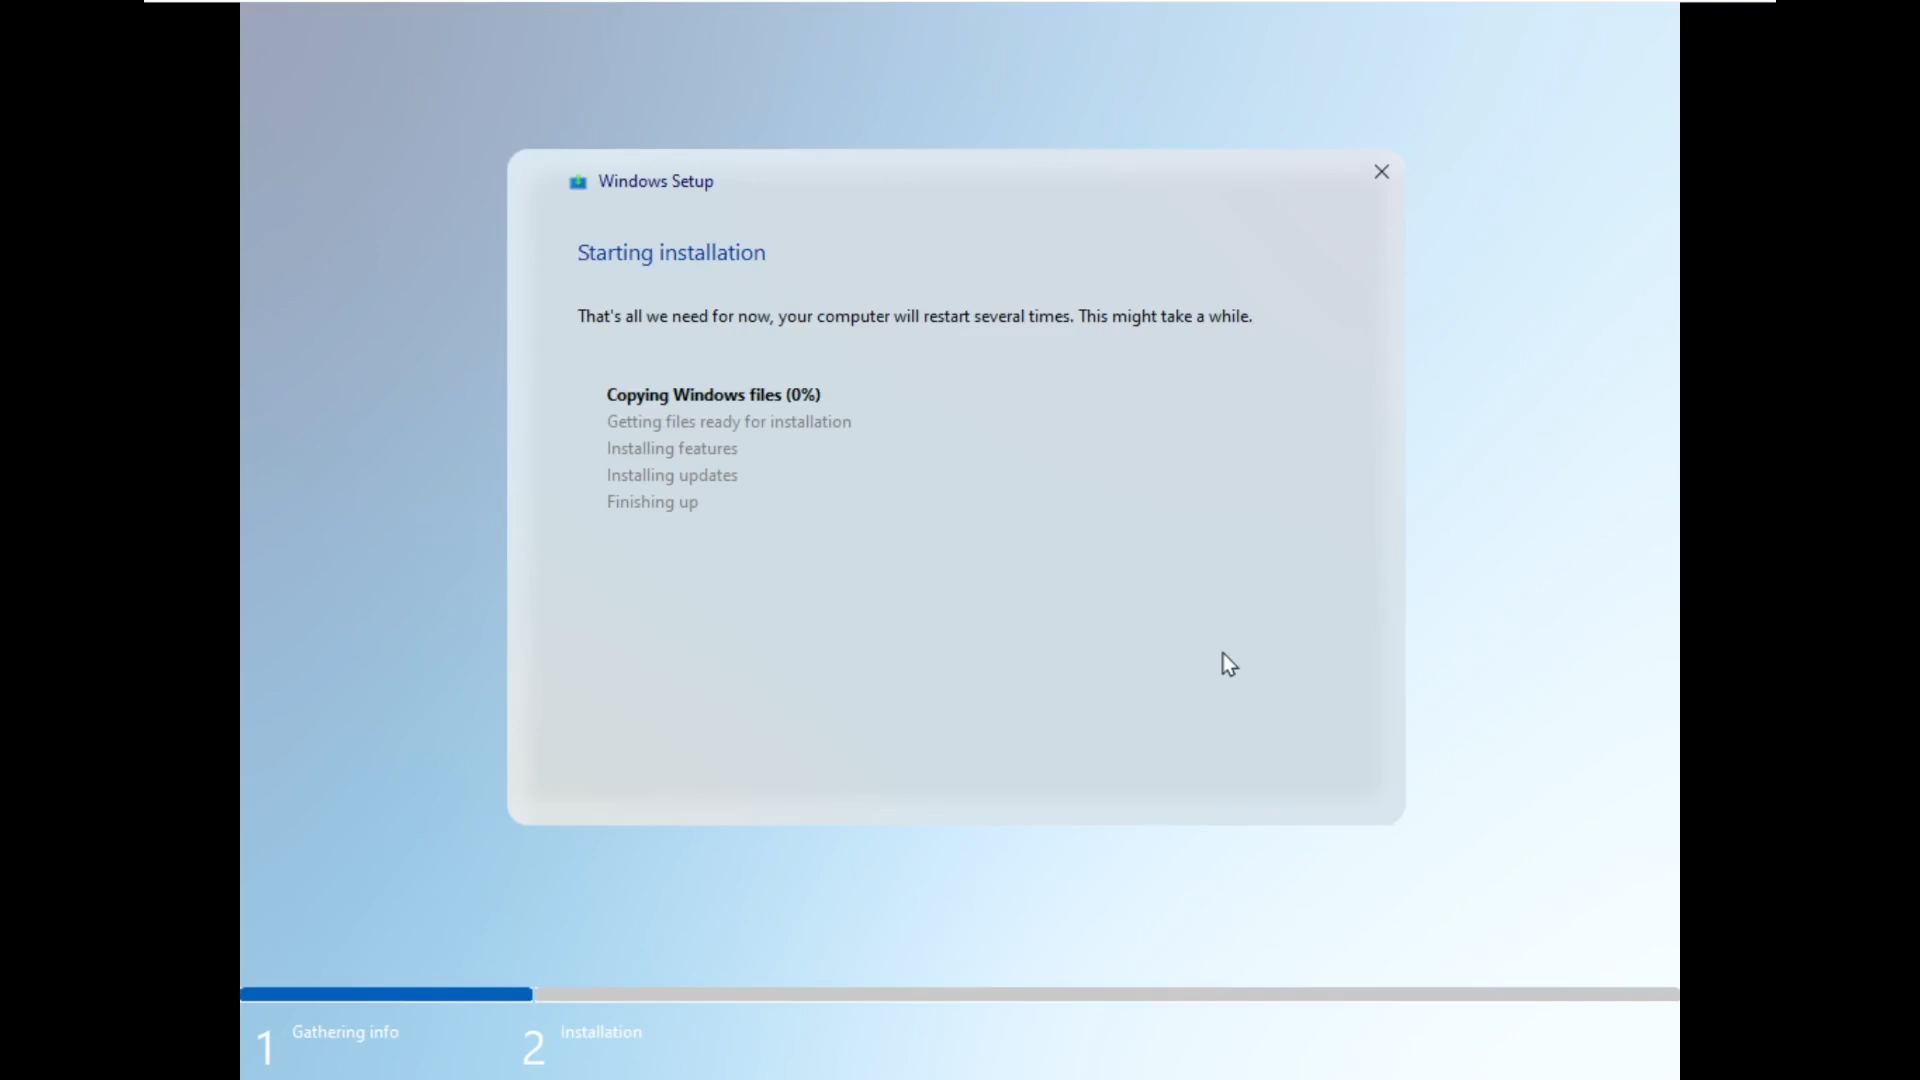 Windows Setup
Starting installation
That's all we need for now, your computer will restart several times. This might take a while.
Copying Windows files (0%)
Getting files ready for installation
Installing features
Installing updates
Finishing up
1 Gathering info
2 Installation